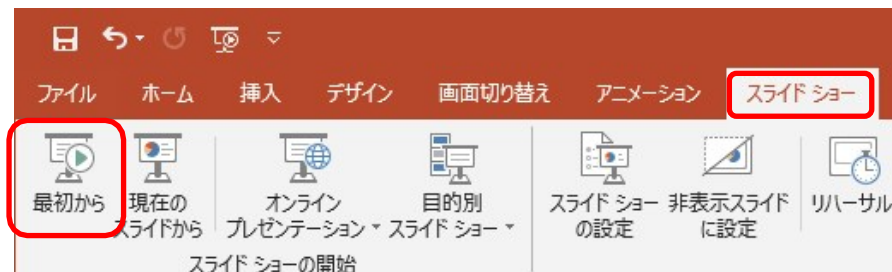 ファイル ホーム 挿入 デザイン 画面切り替え アニメーション スライド ショー
最初から 現在の オンライン 目的別 スライド ショー 非表示スライド リハーサル
スライドから プレゼンテーション スライド ショー の設定 に設定
スライド ショーの開始